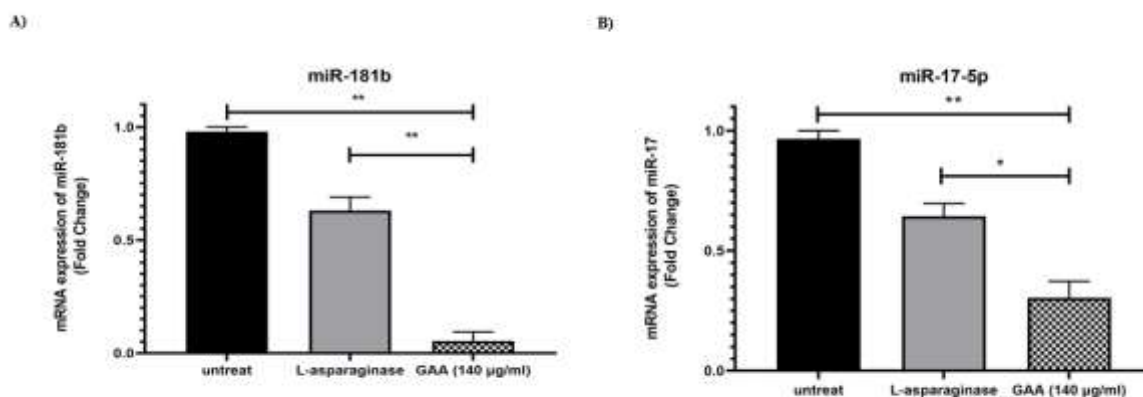 A)
miR-181b
**
**
mRNA expression of miR-181b
(Fold Change)
1.0
0.5
0.0
untreat L-asparaginase GAA (140 µg/ml)
B)
miR-17-5p
**
*
mRNA expression of miR-17
(Fold Change)
1.0
0.5
0.0
untreat L-asparaginase GAA (140 µg/ml)